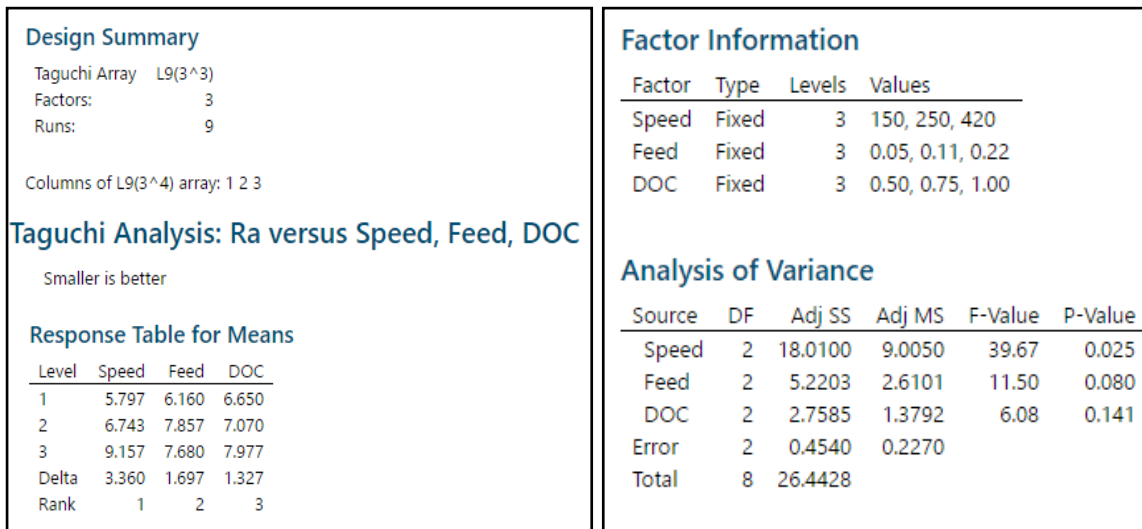 Design Summary
Taguchi Array L9(3^3)
Factors: 3
Runs: 9
Columns of L9(3^4) array: 1 2 3
Taguchi Analysis: Ra versus Speed, Feed, DOC
Smaller is better
Response Table for Means
Level Speed Feed DOC
1 5.797 6.160 6.650
2 6.743 7.857 7.070
3 9.157 7.680 7.977
Delta 3.360 1.697 1.327
Rank 1 2 3
Factor Information
Factor Type Levels Values
Speed Fixed 3 150, 250, 420
Feed Fixed 3 0.05, 0.11, 0.22
DOC Fixed 3 0.50, 0.75, 1.00
Analysis of Variance
Source DF Adj SS Adj MS F-Value P-Value
Speed 2 18.0100 9.0050 39.67 0.025
Feed 2 5.2203 2.6101 11.50 0.080
DOC 2 2.7585 1.3792 6.08 0.141
Error 2 0.4540 0.2270
Total 8 26.4428